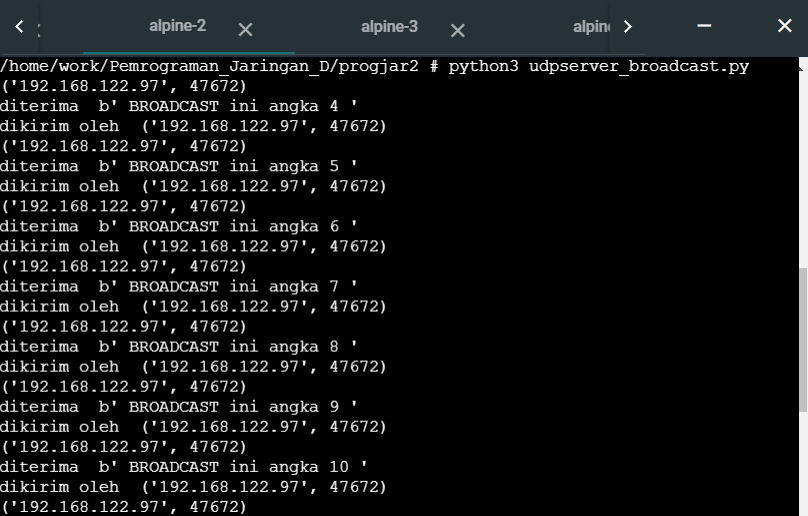 alpine-2
alpine-3
alpin
/home/work/Pemrograman_Jaringan_D/progjar2 # python3 udpserver_broadcast.py
('192.168.122.97', 47672)
diterima  b' BROADCAST ini angka 4 '
dikirim oleh  ('192.168.122.97', 47672)
('192.168.122.97', 47672)
diterima  b' BROADCAST ini angka 5 '
dikirim oleh  ('192.168.122.97', 47672)
('192.168.122.97', 47672)
diterima  b' BROADCAST ini angka 6 '
dikirim oleh  ('192.168.122.97', 47672)
('192.168.122.97', 47672)
diterima  b' BROADCAST ini angka 7 '
dikirim oleh  ('192.168.122.97', 47672)
('192.168.122.97', 47672)
diterima  b' BROADCAST ini angka 8 '
dikirim oleh  ('192.168.122.97', 47672)
('192.168.122.97', 47672)
diterima  b' BROADCAST ini angka 9 '
dikirim oleh  ('192.168.122.97', 47672)
('192.168.122.97', 47672)
diterima  b' BROADCAST ini angka 10 '
dikirim oleh  ('192.168.122.97', 47672)
('192.168.122.97', 47672)